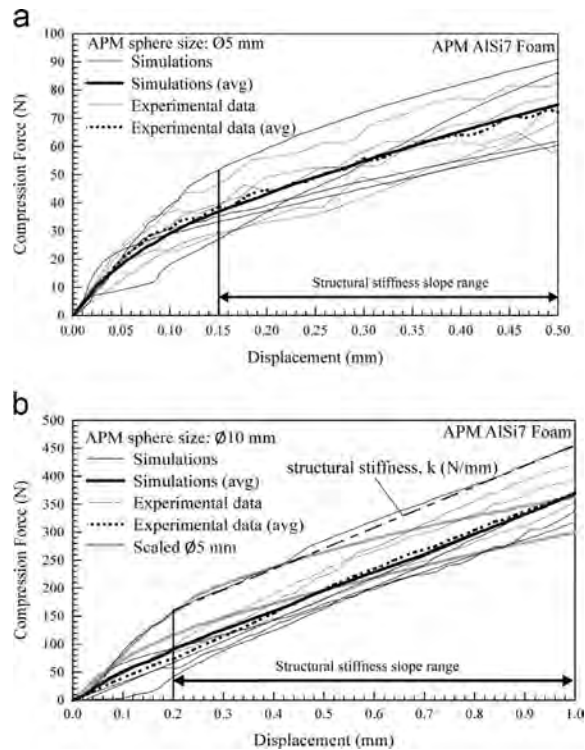 a
APM sphere size: Ø5 mm
APM AlSi7 Foam
Simulations
Simulations (avg)
Experimental data
Experimental data (avg)
Structural stiffness slope range
Compression Force (N)
100
90
80
70
60
50
40
30
20
10
0
0.00 0.05 0.10 0.15 0.20 0.25 0.30 0.35 0.40 0.45 0.50
Displacement (mm)
b
APM sphere size: Ø10 mm
APM AlSi7 Foam
Simulations
Simulations (avg)
Experimental data
Experimental data (avg)
Scaled Ø5 mm
structural stiffness, k (N/mm)
Structural stiffness slope range
Compression Force (N)
500
450
400
350
300
250
200
150
100
50
0
0.0 0.1 0.2 0.3 0.4 0.5 0.6 0.7 0.8 0.9 1.0
Displacement (mm)